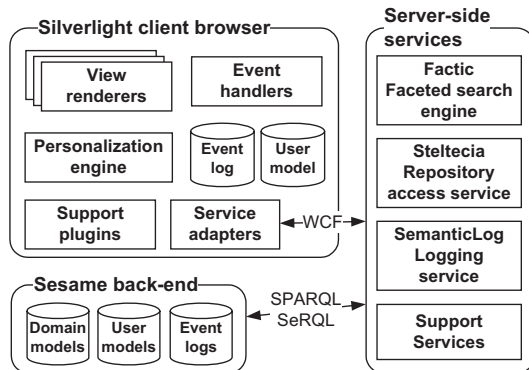 Silverlight client browser
View
renderers
Event
handlers
Personalization
engine
Event
log
User
model
Support
plugins
Service
adapters
WCF
Sesame back-end
Domain
models
User
models
Event
logs
SPARQL
SeRQL
Server-side
services
Factic
Faceted search
engine
Steltecia
Repository
access service
SemanticLog
Logging
service
Support
Services